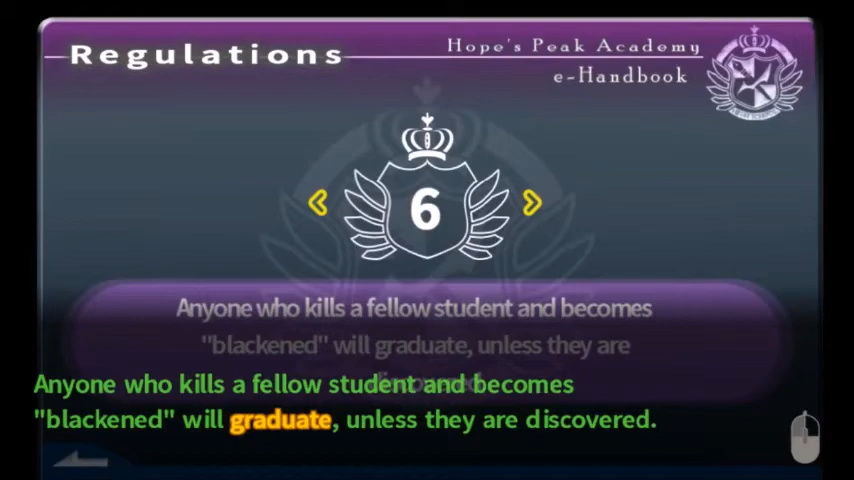 Regulations
Hope's Peak Academy
e-Handbook
6
Anyone who kills a fellow student and becomes
"blackened" will graduate, unless they are
discovered.
Anyone who kills a fellow student and becomes
"blackened" will graduate, unless they are discovered.